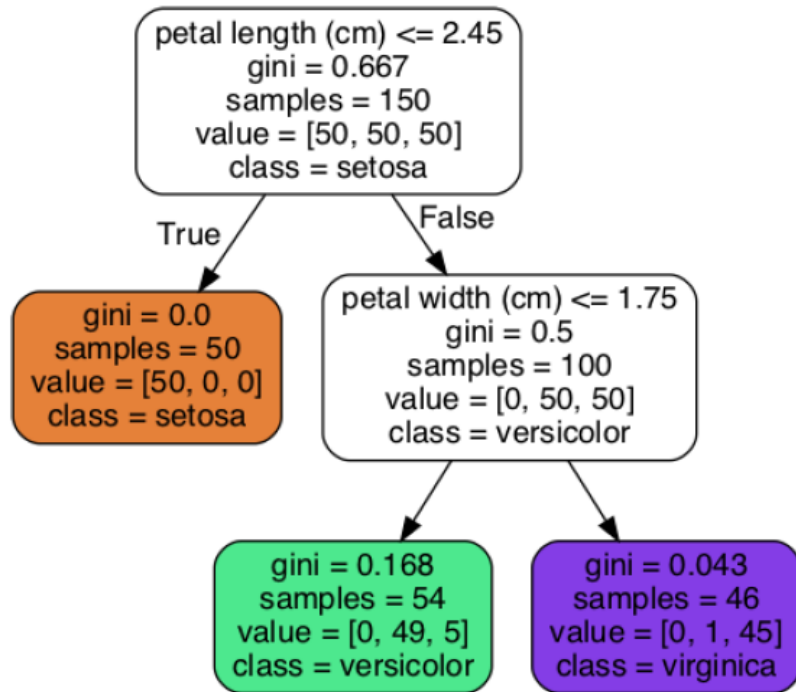 petal length (cm) <= 2.45
gini = 0.667
samples = 150
value = [50, 50, 50]
class = setosa
True
False
gini = 0.0
samples = 50
value = [50, 0, 0]
class = setosa
petal width (cm) <= 1.75
gini = 0.5
samples = 100
value = [0, 50, 50]
class = versicolor
gini = 0.168
samples = 54
value = [0, 49, 5]
class = versicolor
gini = 0.043
samples = 46
value = [0, 1, 45]
class = virginica